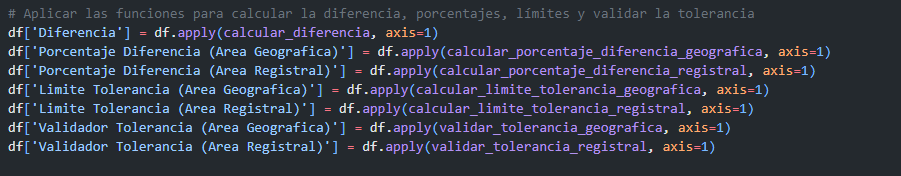 # Aplicar las funciones para calcular la diferencia, porcentajes, límites y validar la tolerancia
df['Diferencia'] = df.apply(calcular_diferencia, axis=1)
df['Porcentaje Diferencia (Area Geografica)'] = df.apply(calcular_porcentaje_diferencia_geografica, axis=1)
df['Porcentaje Diferencia (Area Registral)'] = df.apply(calcular_porcentaje_diferencia_registral, axis=1)
df['Limite Tolerancia (Area Geografica)'] = df.apply(calcular_limite_tolerancia_geografica, axis=1)
df['Limite Tolerancia (Area Registral)'] = df.apply(calcular_limite_tolerancia_registral, axis=1)
df['Validador Tolerancia (Area Geografica)'] = df.apply(validar_tolerancia_geografica, axis=1)
df['Validador Tolerancia (Area Registral)'] = df.apply(validar_tolerancia_registral, axis=1)